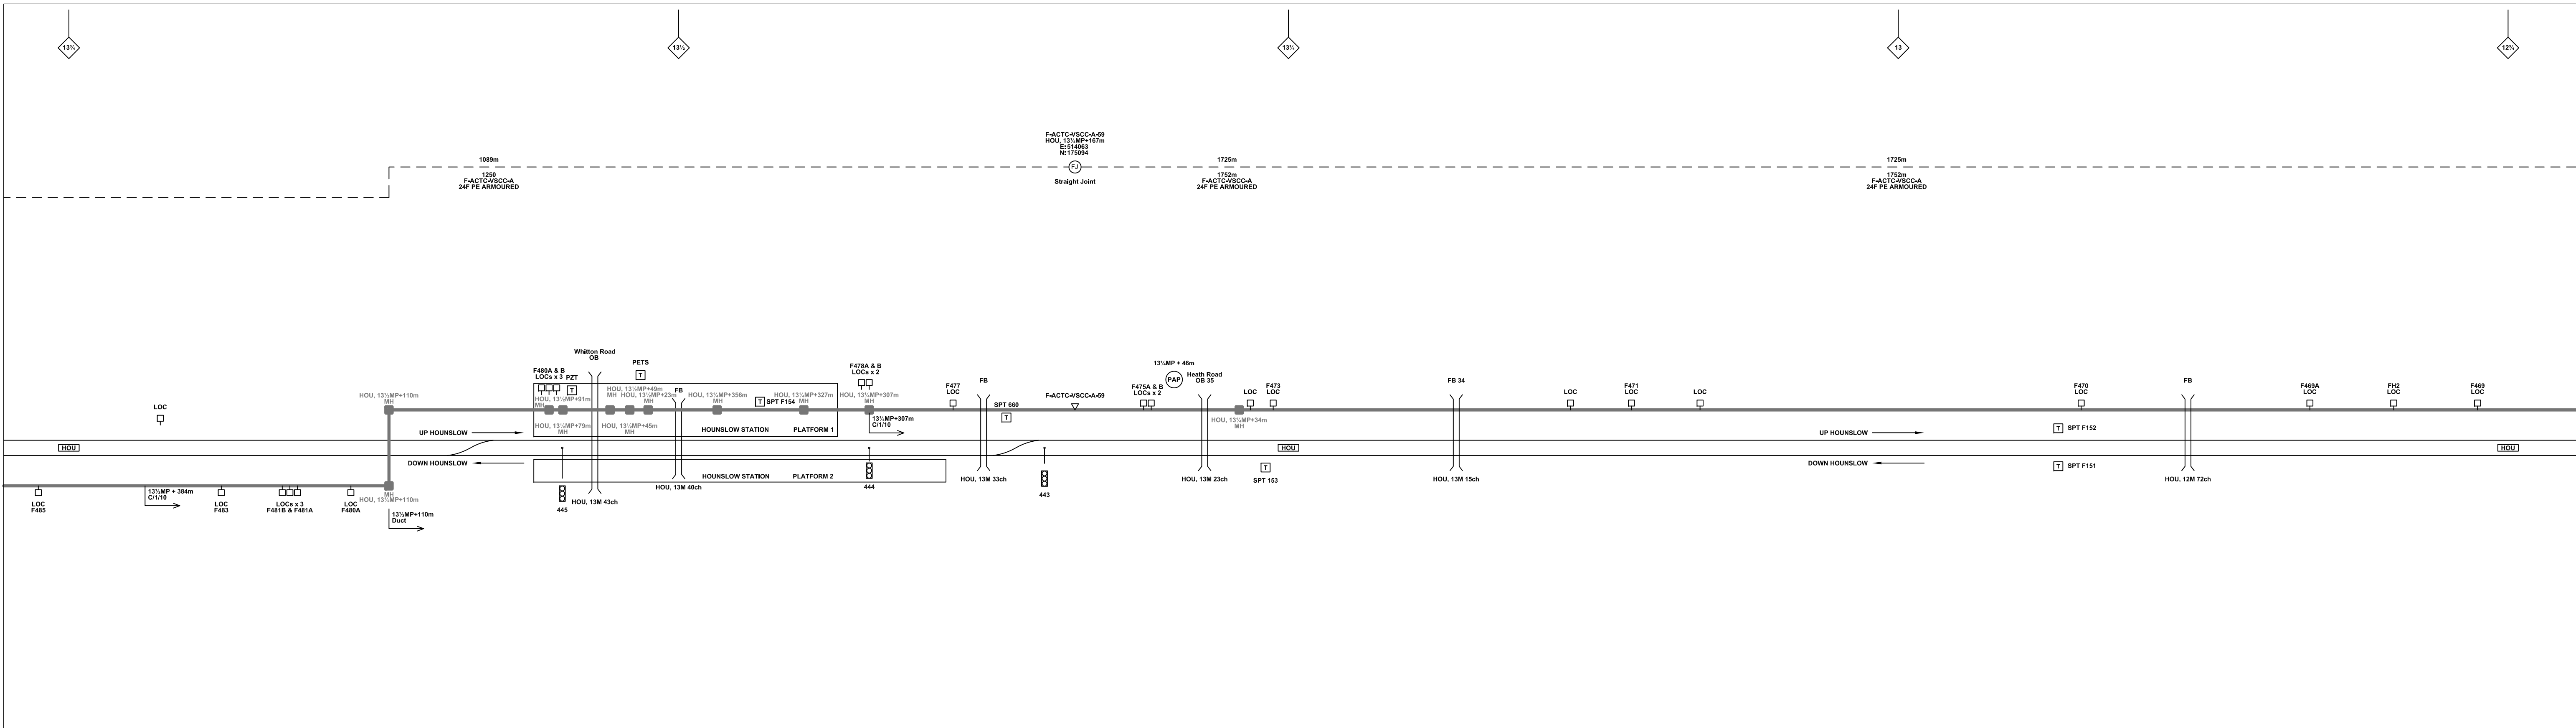 13¾
13½
13¼
13
12¾
F-ACTC-VSCC-A-59
HOU, 13¼MP+167m
E: 514063
N: 175094
FJ
Straight Joint
1089m
1250
F-ACTC-VSCC-A
24F PE ARMOURED
1725m
1752m
F-ACTC-VSCC-A
24F PE ARMOURED
1725m
1752m
F-ACTC-VSCC-A
24F PE ARMOURED
Whitton Road
OB
PETS
T
F480A & B
LOCs x 3
PZT
T
FB
F478A & B
LOCs x 2
F477
LOC
FB
F-ACTC-VSCC-A-59
13¼MP + 46m
PAP
F475A & B
LOCs x 2
Heath Road
OB 35
LOC
F473
LOC
FB 34
LOC
F471
LOC
LOC
F470
LOC
FB
F469A
LOC
FH2
LOC
F469
LOC
LOC
HOU, 13½MP+110m
MH
HOU, 13½MP+91m
MH
HOU, 13½MP+49m
MH
HOU, 13½MP+23m
MH
HOU, 13¼MP+356m
MH
T
SPT F154
HOU, 13¼MP+327m
MH
HOU, 13¼MP+307m
MH
SPT 660
T
HOU, 13½MP+79m
MH
HOU, 13½MP+45m
MH
HOUNSLOW STATION
PLATFORM 1
13¼MP+307m
C/1/10
HOU, 13¼MP+34m
MH
UP HOUNSLOW
UP HOUNSLOW
T
SPT F152
HOU
HOU
HOU
DOWN HOUNSLOW
DOWN HOUNSLOW
T
SPT F151
HOUNSLOW STATION
PLATFORM 2
T
SPT 153
HOU, 13M 43ch
HOU, 13M 40ch
HOU, 13M 33ch
HOU, 13M 23ch
HOU, 13M 15ch
HOU, 12M 72ch
445
444
443
LOC
F485
13½MP + 384m
C/1/10
LOC
F483
LOCs x 3
F481B & F481A
LOC
F480A
MH
HOU, 13½MP+110m
13½MP+110m
Duct